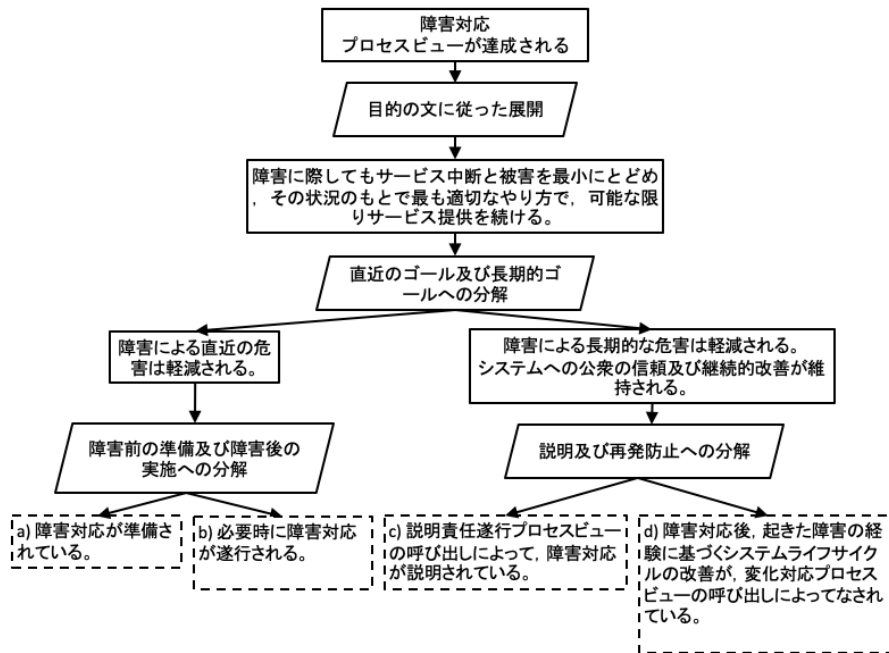 障害対応
プロセスビューが達成される
目的の文に従った展開
障害に際してもサービス中断と被害を最小にとどめ
，その状況のもとで最も適切なやり方で，可能な限
りサービス提供を続ける。
直近のゴール及び長期的ゴ
ールへの分解
障害による直近の危
害は軽減される。
障害による長期的な危害は軽減される。
システムへの公衆の信頼及び継続的改善が維
持される。
障害前の準備及び障害後の
実施への分解
説明及び再発防止への分解
a) 障害対応が準備さ
れている。
b) 必要時に障害対応
が遂行される。
c) 説明責任遂行プロセスビュー
の呼び出しによって，障害対応
が説明されている。
d) 障害対応後，起きた障害の経
験に基づくシステムライフサイク
ルの改善が，変化対応プロセス
ビューの呼び出しによってなされ
ている。